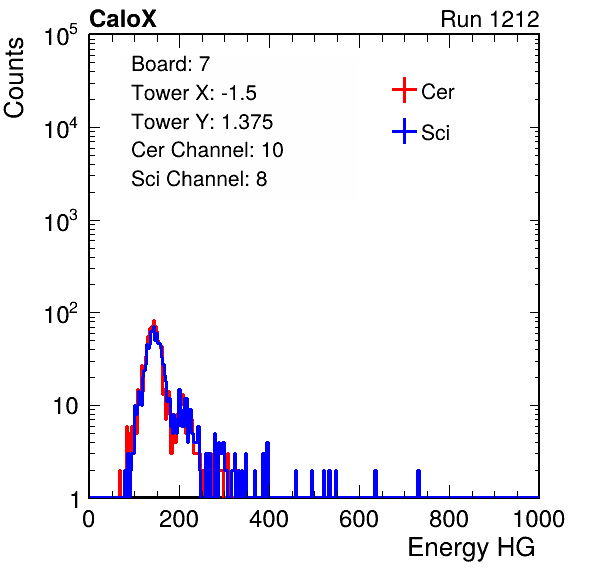 CaloX Run 1212
Counts
Board: 7
Tower X: -1.5
Tower Y: 1.375
Cer Channel: 10
Sci Channel: 8
Cer
Sci
10^5
10^4
10^3
10^2
10
1
0 200 400 600 800 1000
Energy HG